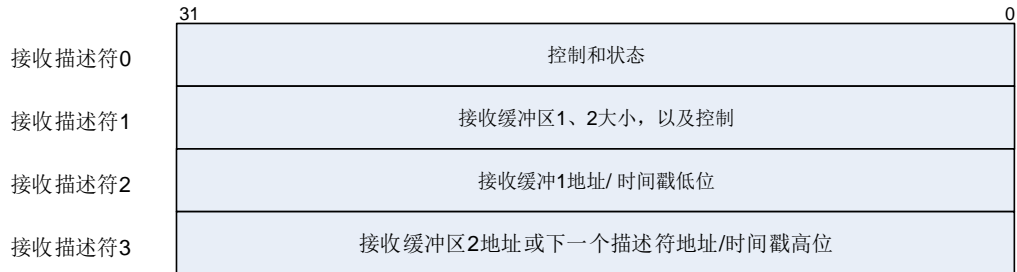 31 0
接收描述符0 控制和状态
接收描述符1 接收缓冲区1、2大小，以及控制
接收描述符2 接收缓冲1地址/ 时间戳低位
接收描述符3 接收缓冲区2地址或下一个描述符地址/时间戳高位